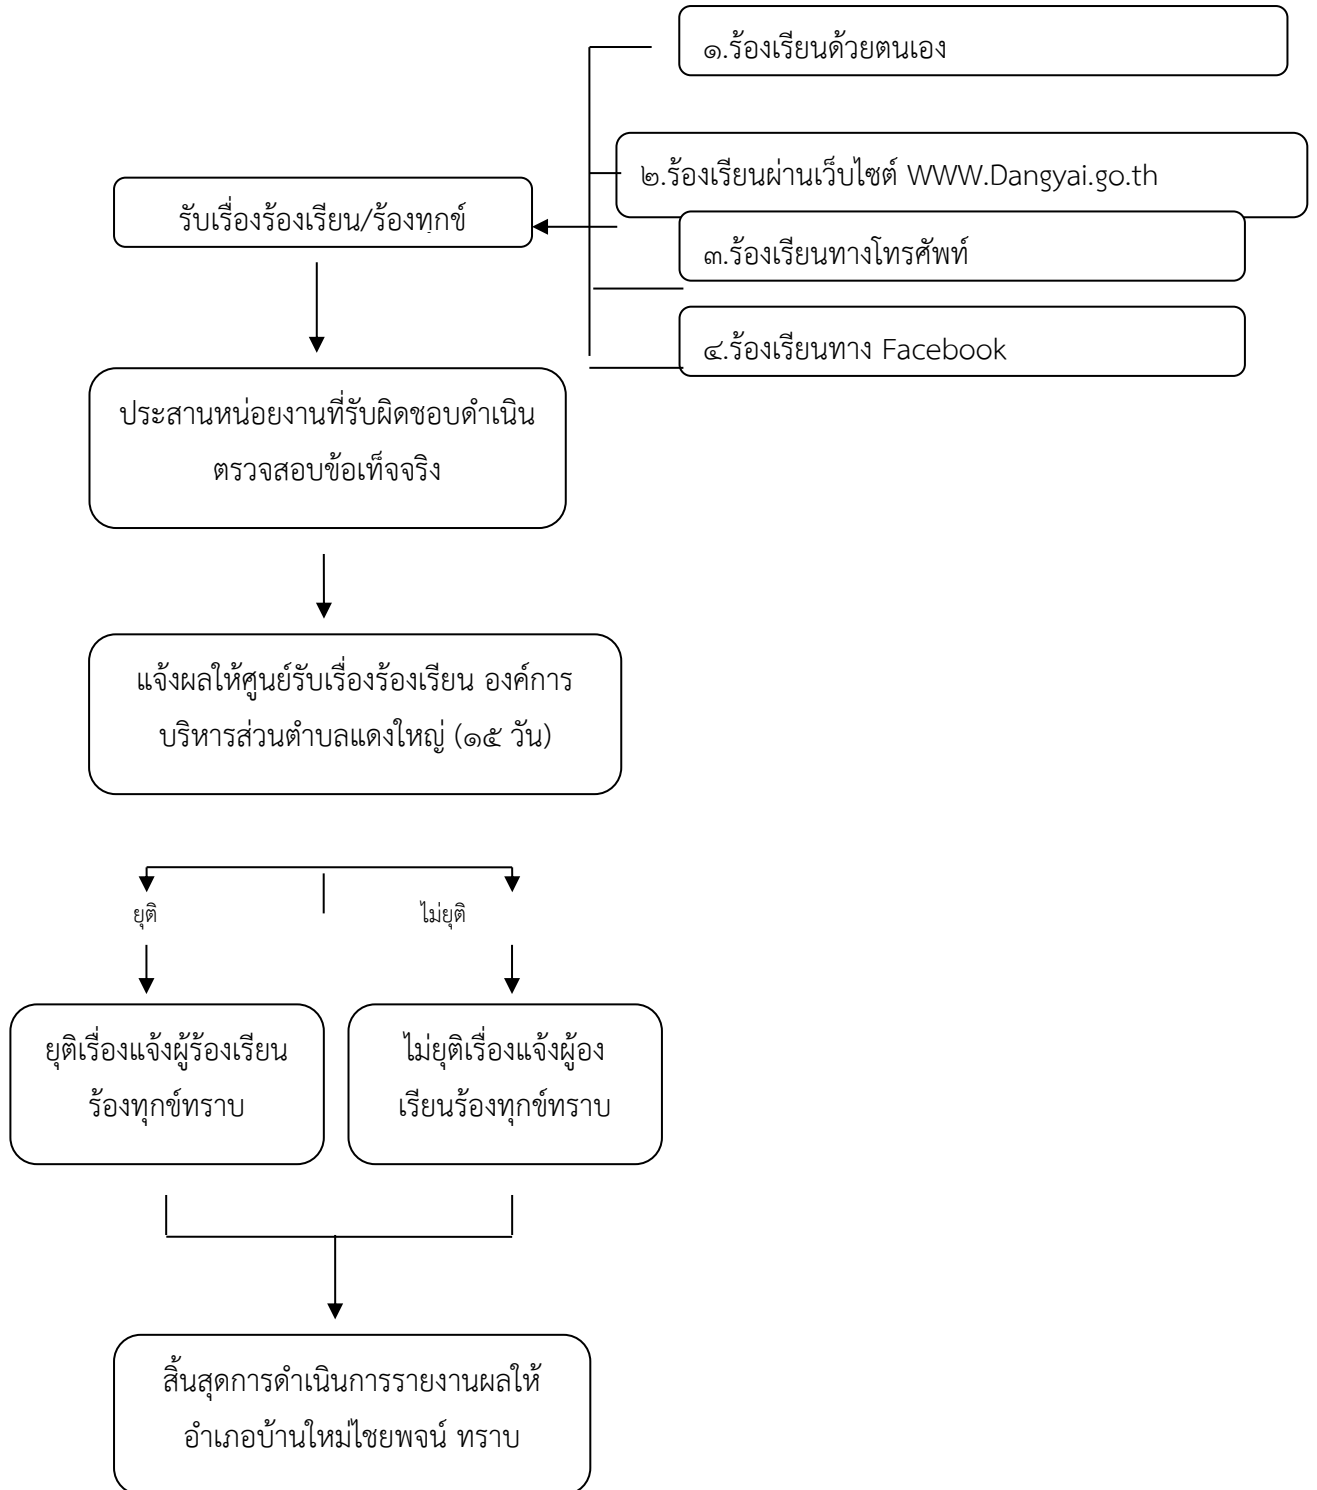 ๑.ร้องเรียนด้วยตนเอง
๒.ร้องเรียนผ่านเว็บไซต์ WWW.Dangyai.go.th
รับเรื่องร้องเรียน/ร้องทุกข์
๓.ร้องเรียนทางโทรศัพท์
๔.ร้องเรียนทาง Facebook
ประสานหน่อยงานที่รับผิดชอบดำเนิน
ตรวจสอบข้อเท็จจริง
แจ้งผลให้ศูนย์รับเรื่องร้องเรียน องค์การ
บริหารส่วนตำบลแดงใหญ่ (๑๕ วัน)
ยุติ
ไม่ยุติ
ยุติเรื่องแจ้งผู้ร้องเรียน
ร้องทุกข์ทราบ
ไม่ยุติเรื่องแจ้งผู้อง
เรียนร้องทุกข์ทราบ
สิ้นสุดการดำเนินการรายงานผลให้
อำเภอบ้านใหม่ไชยพจน์ ทราบ